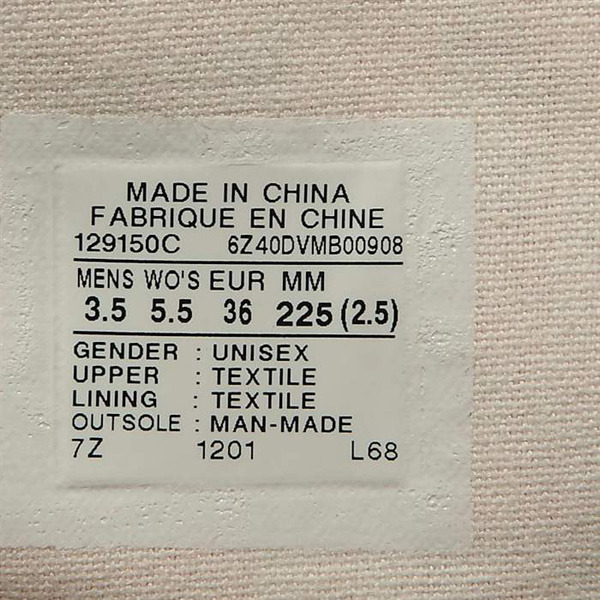 MADE IN CHINA
FABRIQUE EN CHINE
129150C 6Z40DVMB00908
MENS WO'S EUR MM
3.5 5.5 36 225 (2.5)
GENDER : UNISEX
UPPER : TEXTILE
LINING : TEXTILE
OUTSOLE : MAN-MADE
7Z 1201 L68